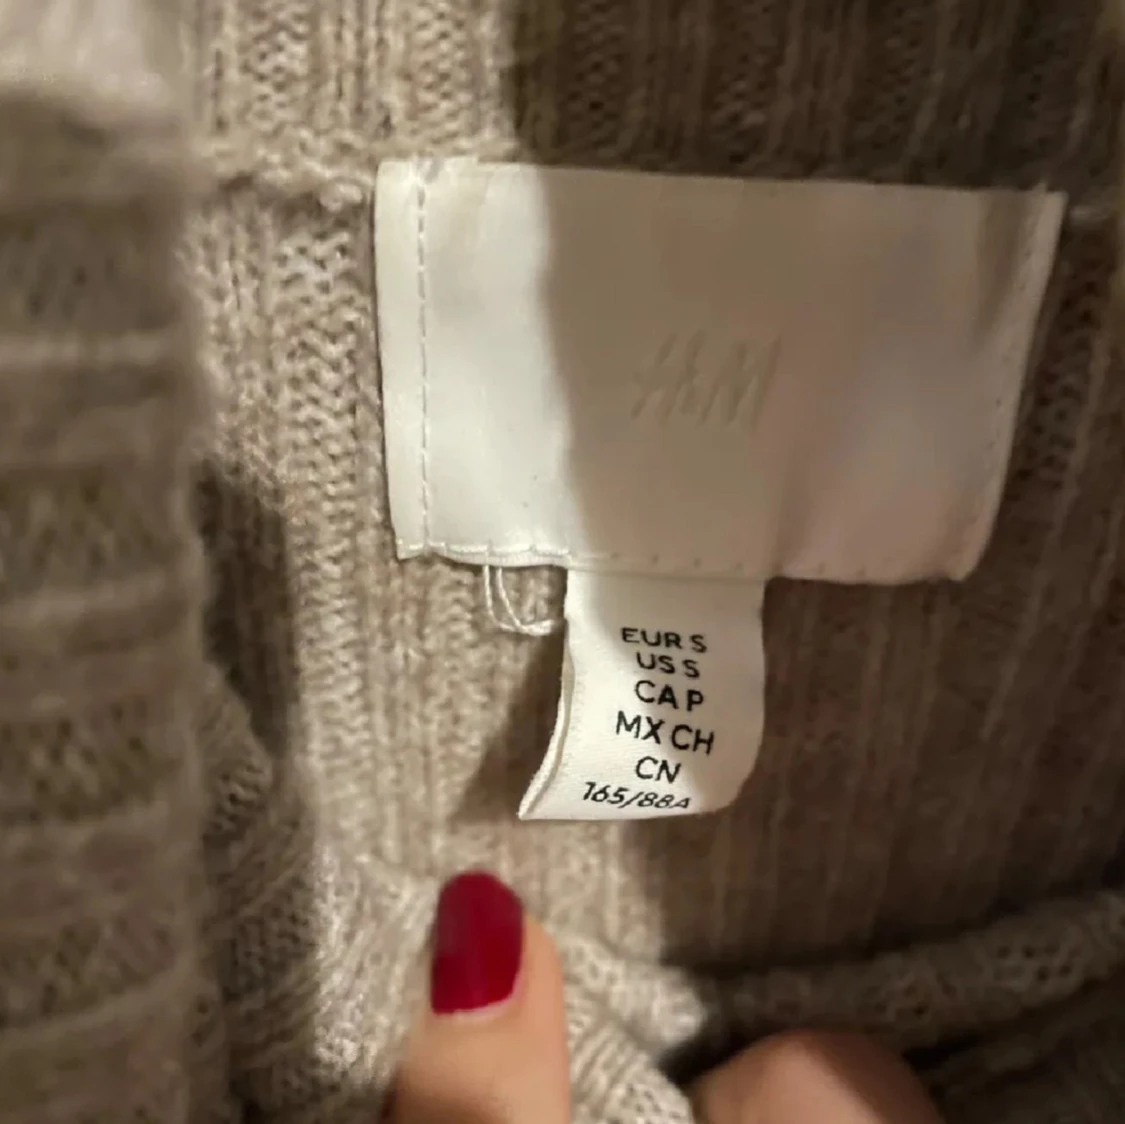 H&M
EUR S
US S
CA P
MX CH
CN
165/88A